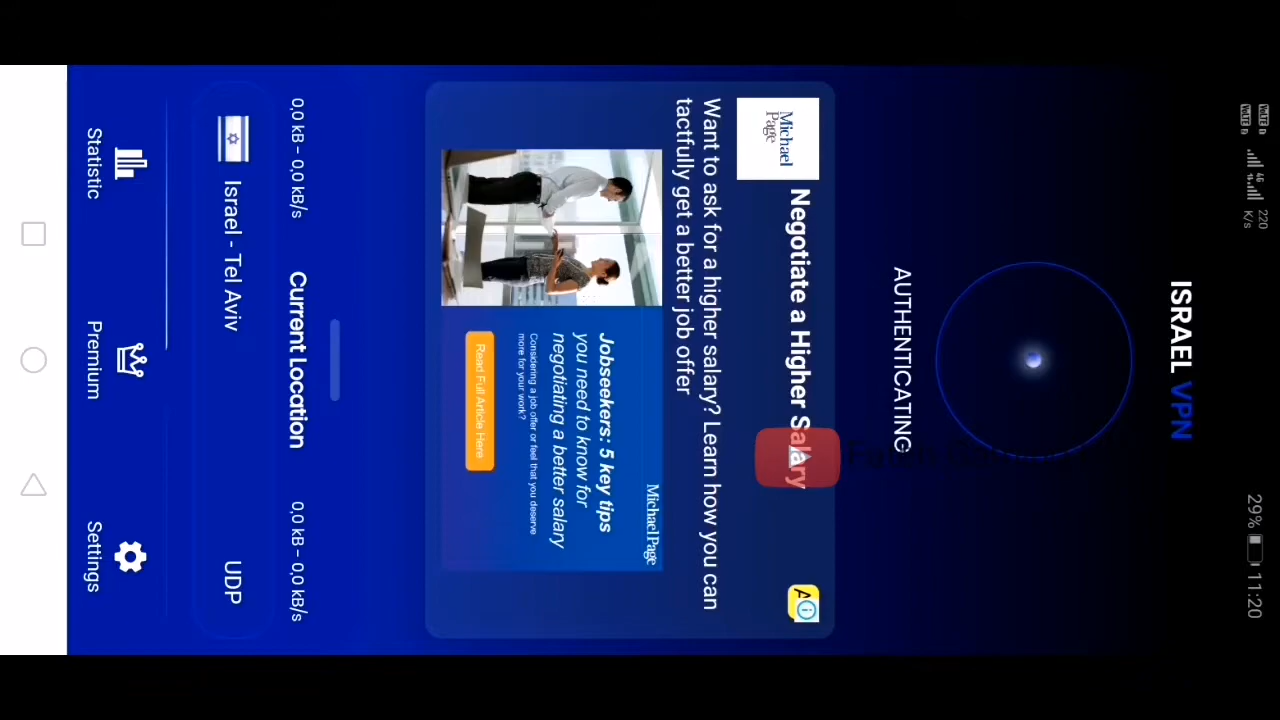 220
K/s
4G
29%
11:20
ISRAEL VPN
AUTHENTICATING
Michael
Page
Negotiate a Higher Salary
Want to ask for a higher salary? Learn how you can
tactfully get a better job offer
MichaelPage
Jobseekers: 5 key tips
you need to know for
negotiating a better salary
Considering a job offer or feel that you deserve
more for your work?
Read Full Article Here
0,0 kB – 0,0 kB/s
Current Location
0,0 kB – 0,0 kB/s
Israel - Tel Aviv
UDP
Statistic
Premium
Settings